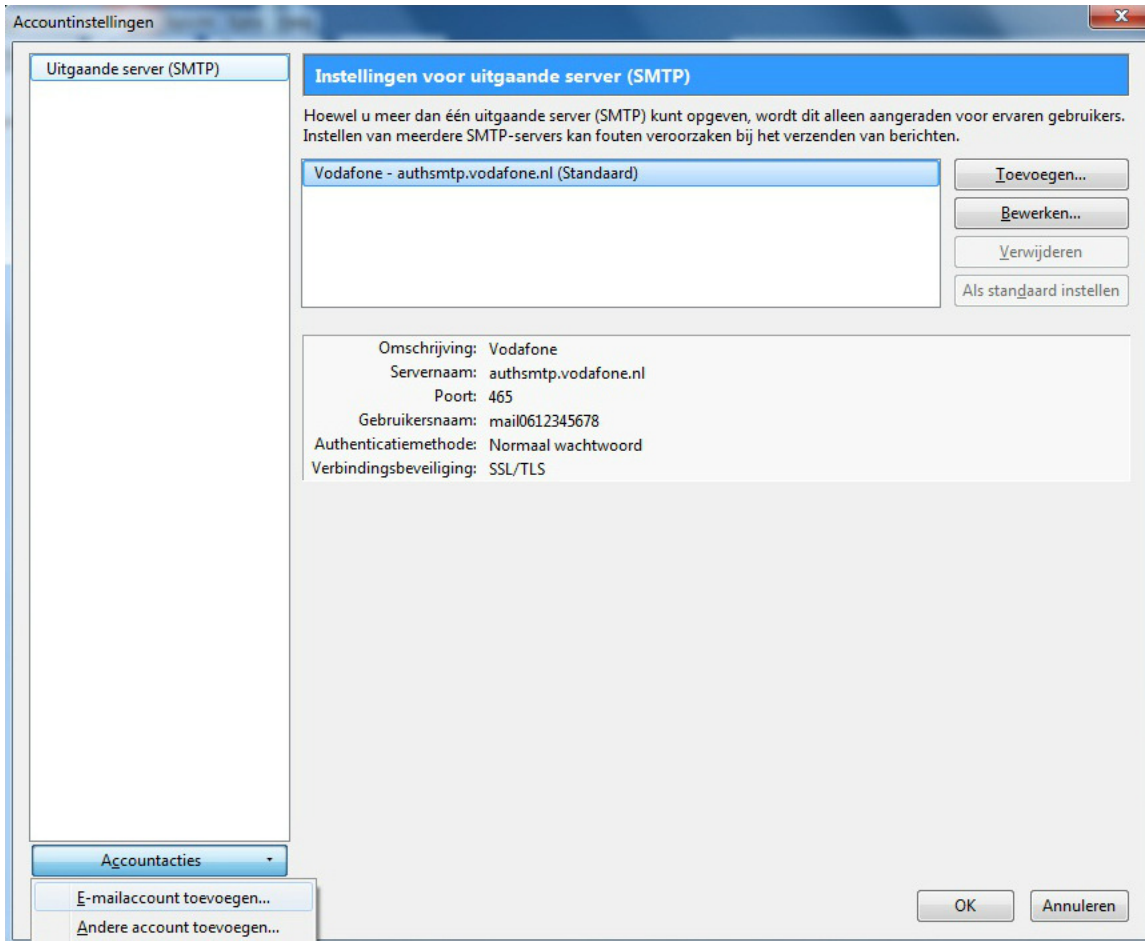 Accountinstellingen
x
Uitgaande server (SMTP)
Instellingen voor uitgaande server (SMTP)
Hoewel u meer dan één uitgaande server (SMTP) kunt opgeven, wordt dit alleen aangeraden voor ervaren gebruikers.
Instellen van meerdere SMTP-servers kan fouten veroorzaken bij het verzenden van berichten.
Vodafone - authsmtp.vodafone.nl (Standaard)
Toevoegen...
Bewerken...
Verwijderen
Als standaard instellen
Omschrijving: Vodafone
Servernaam: authsmtp.vodafone.nl
Poort: 465
Gebruikersnaam: mail0612345678
Authenticatiemethode: Normaal wachtwoord
Verbindingsbeveiliging: SSL/TLS
Accountacties
E-mailaccount toevoegen...
Andere account toevoegen...
OK
Annuleren